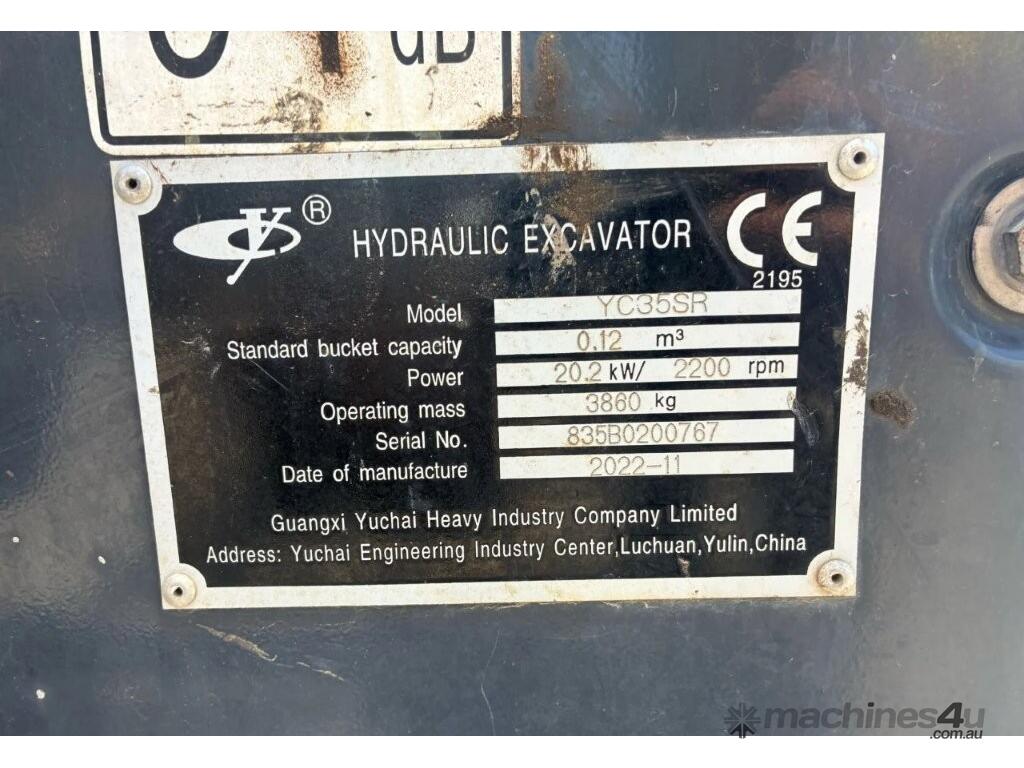 dB
Y ®
HYDRAULIC EXCAVATOR CE
2195
Model YC35SR
Standard bucket capacity 0.12 m³
Power 20.2 kW/ 2200 rpm
Operating mass 3860 kg
Serial No. 835B0200767
Date of manufacture 2022-11
Guangxi Yuchai Heavy Industry Company Limited
Address: Yuchai Engineering Industry Center,Luchuan,Yulin,China
machines4u
.com.au